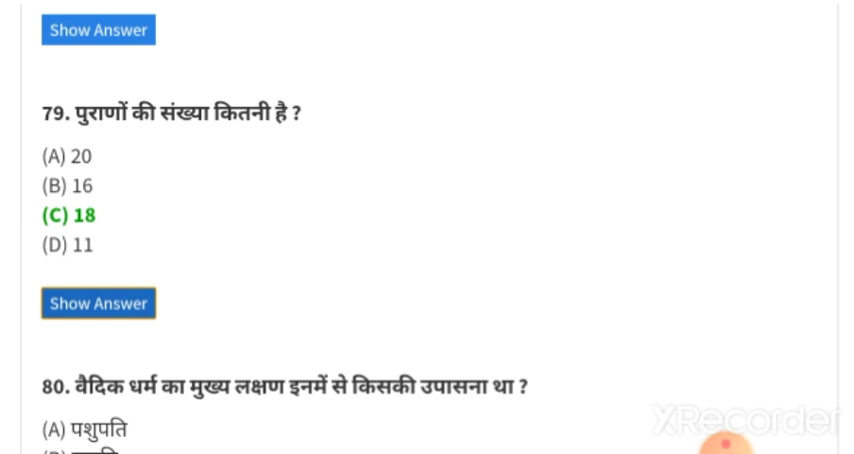 Show Answer
79. पुराणों की संख्या कितनी है ?
(A) 20
(B) 16
(C) 18
(D) 11
Show Answer
80. वैदिक धर्म का मुख्य लक्षण इनमें से किसकी उपासना था ?
(A) पशुपति
XRecorder